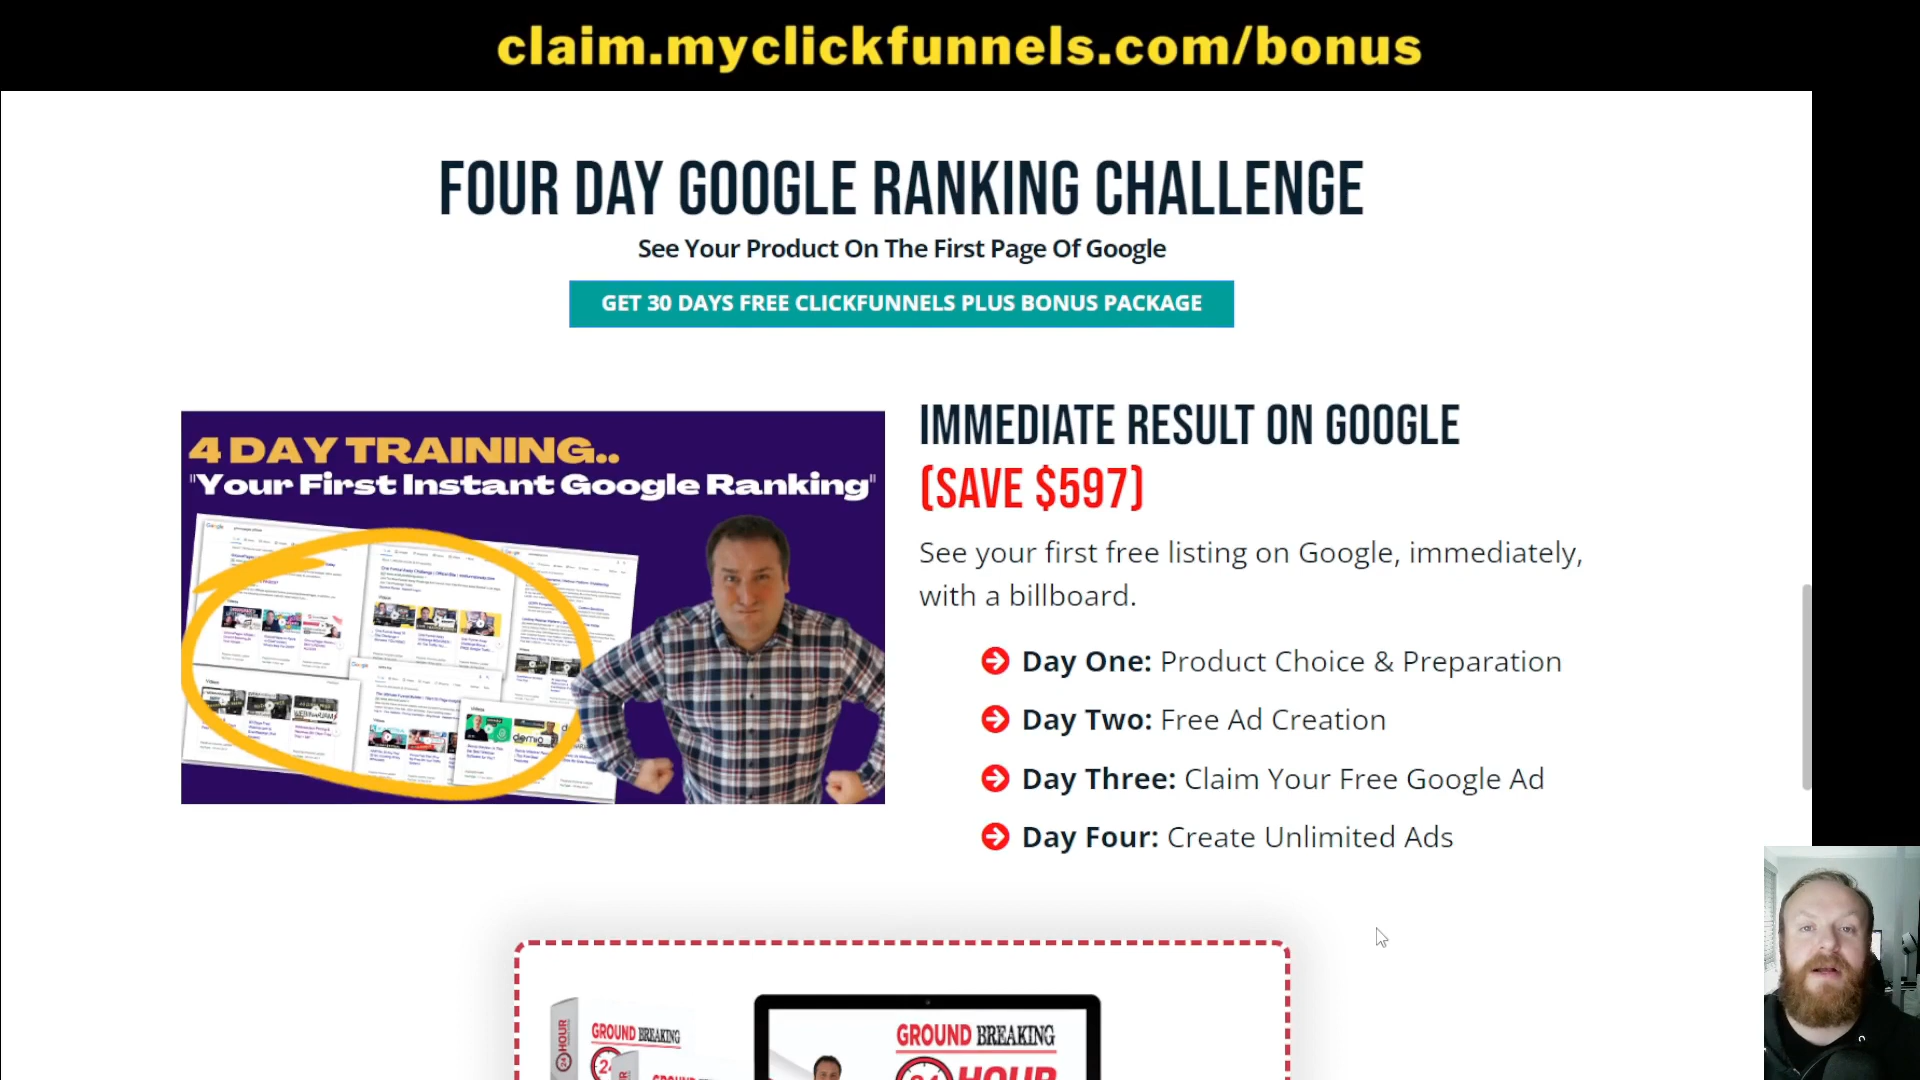 claim.myclickfunnels.com/bonus
FOUR DAY GOOGLE RANKING CHALLENGE
See Your Product On The First Page Of Google
GET 30 DAYS FREE CLICKFUNNELS PLUS BONUS PACKAGE
4 DAY TRAINING..
"Your First Instant Google Ranking"
IMMEDIATE RESULT ON GOOGLE
(SAVE $597)
See your first free listing on Google, immediately,
with a billboard.
Day One: Product Choice & Preparation
Day Two: Free Ad Creation
Day Three: Claim Your Free Google Ad
Day Four: Create Unlimited Ads
24 HOUR
GROUND BREAKING
GROUND BREAKING
24 HOUR